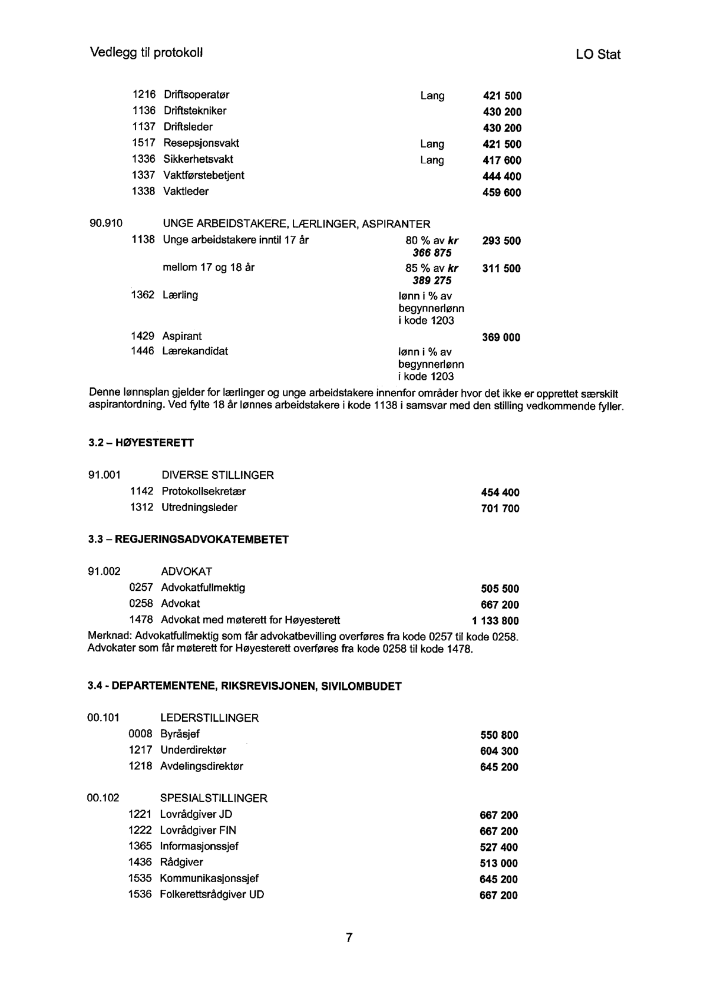 Vedlegg til protokoll LO Stat
1216 Driftsoperatør Lang 421 500
1136 Driftstekniker 430 200
1137 Driftsleder 430 200
1517 Resepsjonsvakt Lang 421 500
1336 Sikkerhetsvakt Lang 417 600
1337 Vaktførstebetjent 444 400
1338 Vaktleder 459 600
90.910 UNGE ARBEIDSTAKERE, LÆRLINGER, ASPIRANTER
1138 Unge arbeidstakere inntil 17 år 80 % av kr 293 500
366 875
mellom 17 og 18 år 85 % av kr 311 500
389 275
1362 Lærling lønn i % av
begynnerlønn
i kode 1203
1429 Aspirant 369 000
1446 Lærekandidat lønn i % av
begynnerlønn
i kode 1203
Denne lønnsplan gjelder for lærlinger og unge arbeidstakere innenfor områder hvor det ikke er opprettet særskilt
aspirantordning. Ved fylte 18 år lønnes arbeidstakere i kode 1138 i samsvar med den stilling vedkommende fyller.
3.2 – HØYESTERETT
91.001 DIVERSE STILLINGER
1142 Protokollsekretær 454 400
1312 Utredningsleder 701 700
3.3 – REGJERINGSADVOKATEMBETET
91.002 ADVOKAT
0257 Advokatfullmektig 505 500
0258 Advokat 667 200
1478 Advokat med møterett for Høyesterett 1 133 800
Merknad: Advokatfullmektig som får advokatbevilling overføres fra kode 0257 til kode 0258.
Advokater som får møterett for Høyesterett overføres fra kode 0258 til kode 1478.
3.4 - DEPARTEMENTENE, RIKSREVISJONEN, SIVILOMBUDET
00.101 LEDERSTILLINGER
0008 Byråsjef 550 800
1217 Underdirektør 604 300
1218 Avdelingsdirektør 645 200
00.102 SPESIALSTILLINGER
1221 Lovrådgiver JD 667 200
1222 Lovrådgiver FIN 667 200
1365 Informasjonssjef 527 400
1436 Rådgiver 513 000
1535 Kommunikasjonssjef 645 200
1536 Folkerettsrådgiver UD 667 200
7